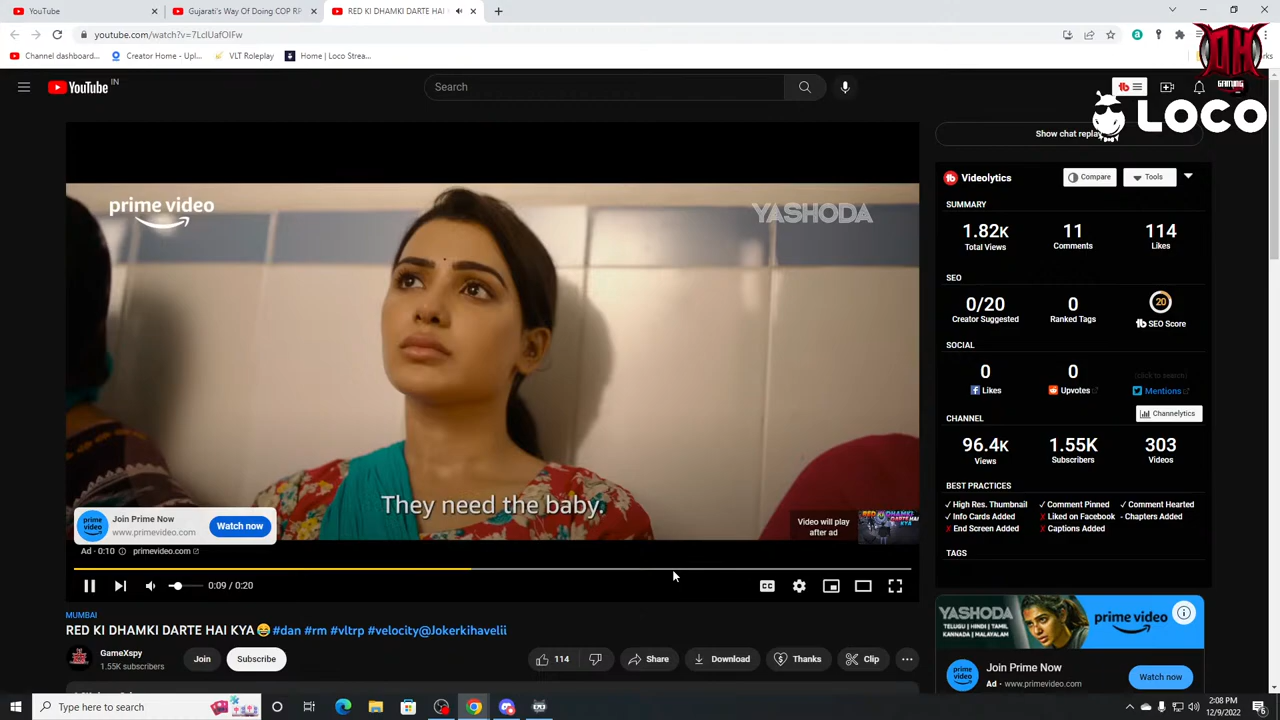 YouTube
Gujarati's Way Of Doing COP RP
RED KI DHAMKI DARTE HAI
youtube.com/watch?v=7LclUafOIFw
Channel dashboard...
Creator Home - Upl...
VLT Roleplay
Home | Loco Strea...
YouTube IN
Search
LOCO
Show chat replay
prime video
YASHODA
They need the baby.
Join Prime Now
www.primevideo.com
Watch now
Video will play
after ad
Ad · 0:10
primevideo.com
0:09 / 0:20
MUMBAI
RED KI DHAMKI DARTE HAI KYA😂#dan #rm #vltrp #velocity@Jokerkihavelii
GameXspy
1.55K subscribers
Join
Subscribe
114
Share
Download
Thanks
Clip
Videolytics
Compare
Tools
SUMMARY
1.82K 11 114
Total Views Comments Likes
SEO
0/20 0 20
Creator Suggested Ranked Tags tb SEO Score
SOCIAL
0 0 (click to search)
Likes Upvotes Mentions
Channelytics
CHANNEL
96.4K 1.55K 303
Views Subscribers Videos
BEST PRACTICES
✓ High Res. Thumbnail ✓ Comment Pinned ✓ Comment Hearted
✓ Info Cards Added ✗ Liked on Facebook - Chapters Added
✗ End Screen Added ✗ Captions Added
TAGS
YASHODA
TELUGU | HINDI | TAMIL
KANNADA | MALAYALAM
prime video
Join Prime Now
Ad · www.primevideo.com
Watch now
Type here to search
2:08 PM
12/9/2022